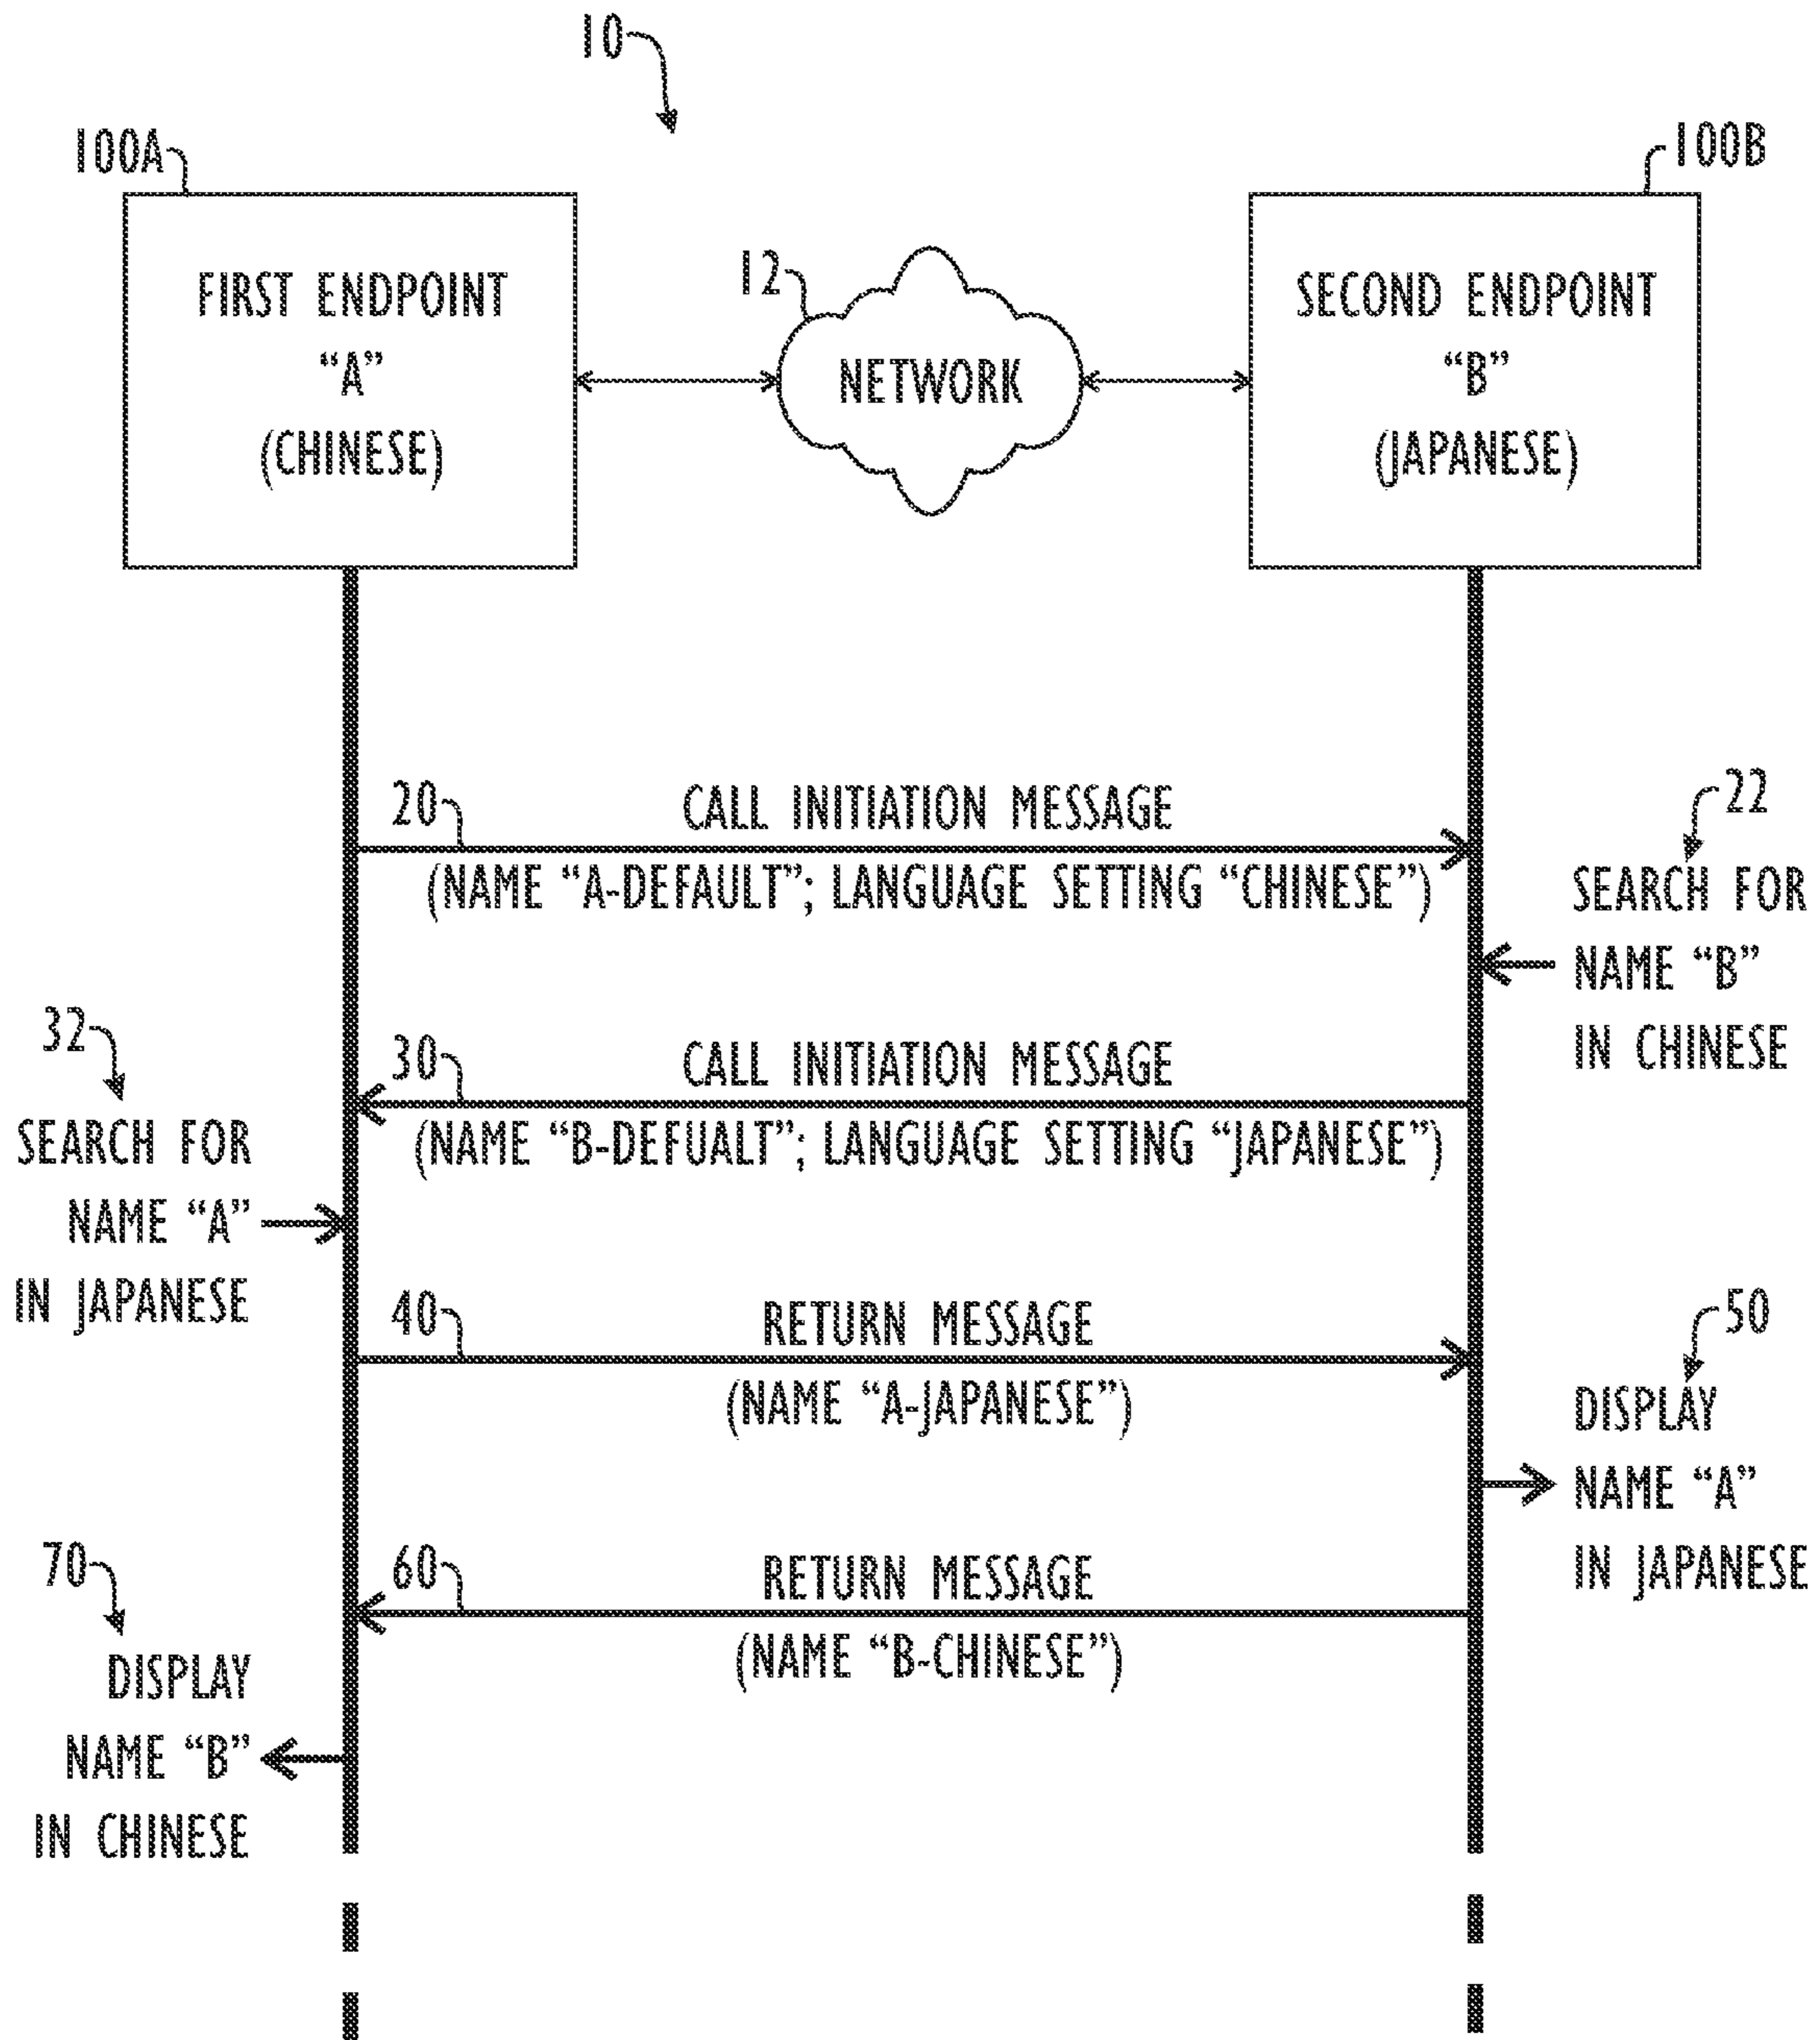 10
100A
100B
FIRST ENDPOINT
“A”
(CHINESE)
12
NETWORK
SECOND ENDPOINT
“B”
(JAPANESE)
20
CALL INITIATION MESSAGE
(NAME “A-DEFAULT”; LANGUAGE SETTING “CHINESE”)
22
SEARCH FOR
NAME “B”
IN CHINESE
30
CALL INITIATION MESSAGE
(NAME “B-DEFUALT”; LANGUAGE SETTING “JAPANESE”)
32
SEARCH FOR
NAME “A”
IN JAPANESE
40
RETURN MESSAGE
(NAME “A-JAPANESE”)
50
DISPLAY
NAME “A”
IN JAPANESE
60
RETURN MESSAGE
(NAME “B-CHINESE”)
70
DISPLAY
NAME “B”
IN CHINESE